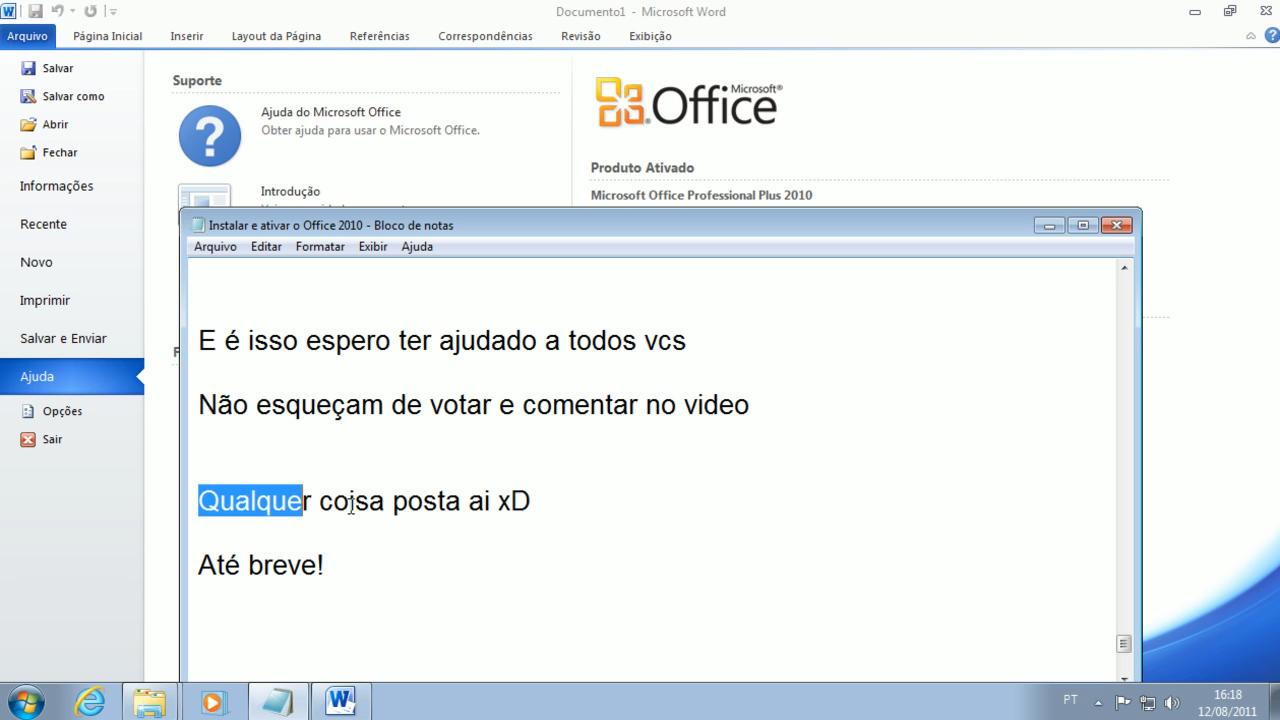 Documento1 - Microsoft Word
Arquivo
Página Inicial
Inserir
Layout da Página
Referências
Correspondências
Revisão
Exibição
Salvar
Salvar como
Abrir
Fechar
Informações
Recente
Novo
Imprimir
Salvar e Enviar
Ajuda
Opções
Sair
Suporte
Ajuda do Microsoft Office
Obter ajuda para usar o Microsoft Office.
Introdução
Microsoft®
Office
Produto Ativado
Microsoft Office Professional Plus 2010
Instalar e ativar o Office 2010 - Bloco de notas
Arquivo Editar Formatar Exibir Ajuda
E é isso espero ter ajudado a todos vcs
Não esqueçam de votar e comentar no video
Qualquer coisa posta ai xD
Até breve!
PT
16:18
12/08/2011